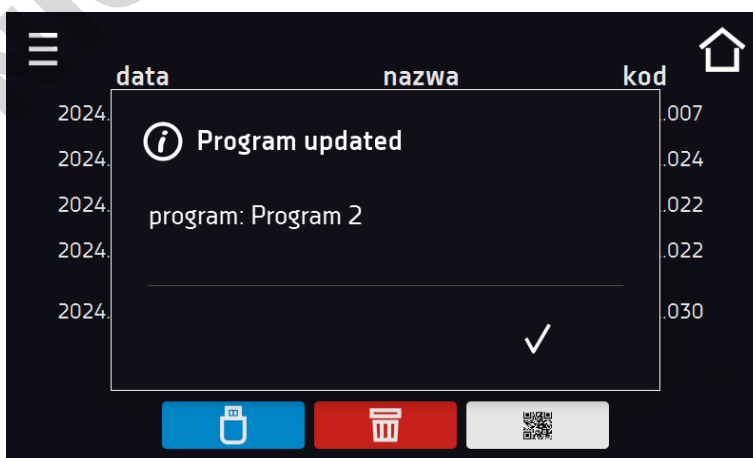 data nazwa kod
2024. .007
Program updated
2024. .024
2024. .022
program: Program 2
2024. .022
2024. .030